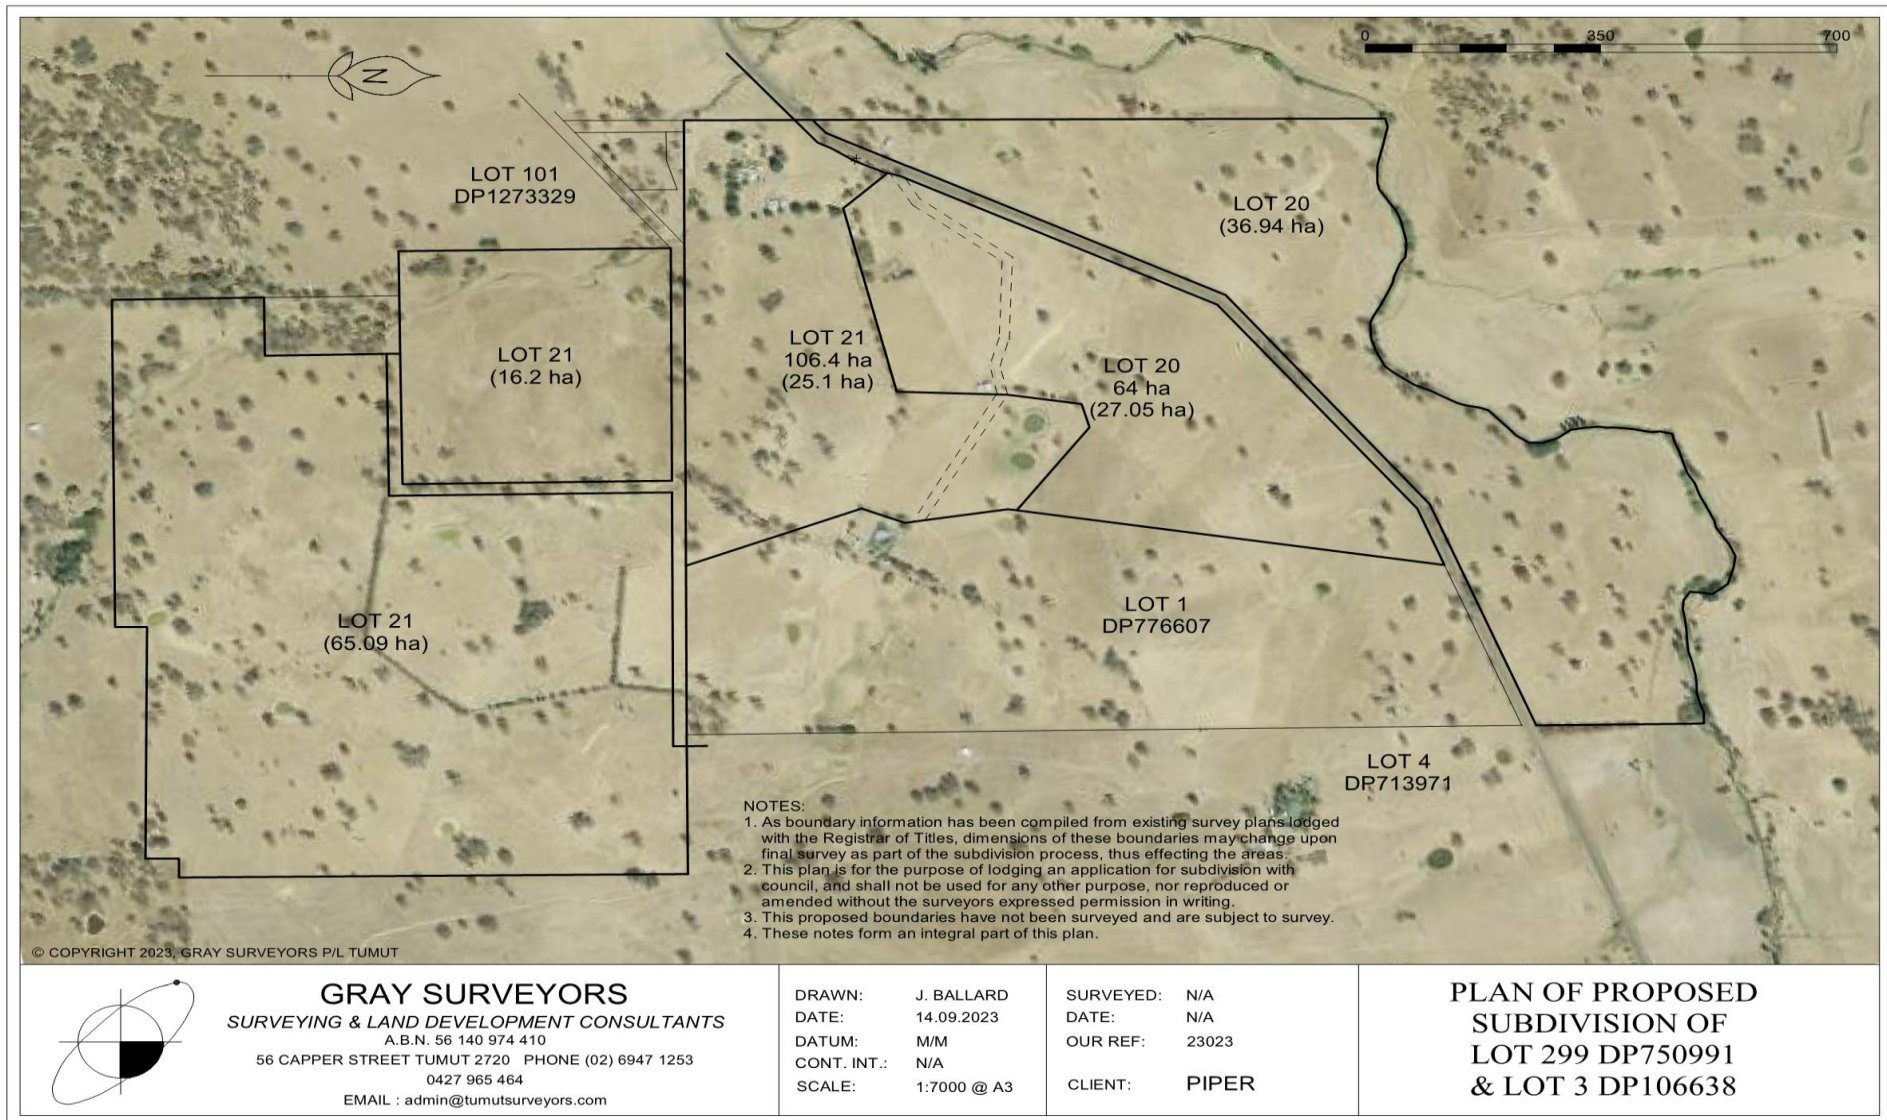 0 350 700
N
LOT 101
DP1273329
LOT 20
(36.94 ha)
LOT 21
(16.2 ha)
LOT 21
106.4 ha
(25.1 ha)
LOT 20
64 ha
(27.05 ha)
LOT 1
DP776607
LOT 21
(65.09 ha)
LOT 4
DP713971
NOTES:
1. As boundary information has been compiled from existing survey plans lodged
with the Registrar of Titles, dimensions of these boundaries may change upon
final survey as part of the subdivision process, thus effecting the areas.
2. This plan is for the purpose of lodging an application for subdivision with
council, and shall not be used for any other purpose, nor reproduced or
amended without the surveyors expressed permission in writing.
3. This proposed boundaries have not been surveyed and are subject to survey.
4. These notes form an integral part of this plan.
© COPYRIGHT 2023, GRAY SURVEYORS P/L TUMUT
GRAY SURVEYORS
SURVEYING & LAND DEVELOPMENT CONSULTANTS
A.B.N. 56 140 974 410
56 CAPPER STREET TUMUT 2720 PHONE (02) 6947 1253
0427 965 464
EMAIL : admin@tumutsurveyors.com
DRAWN: J. BALLARD
DATE: 14.09.2023
DATUM: M/M
CONT. INT.: N/A
SCALE: 1:7000 @ A3
SURVEYED: N/A
DATE: N/A
OUR REF: 23023
CLIENT: PIPER
PLAN OF PROPOSED
SUBDIVISION OF
LOT 299 DP750991
& LOT 3 DP106638